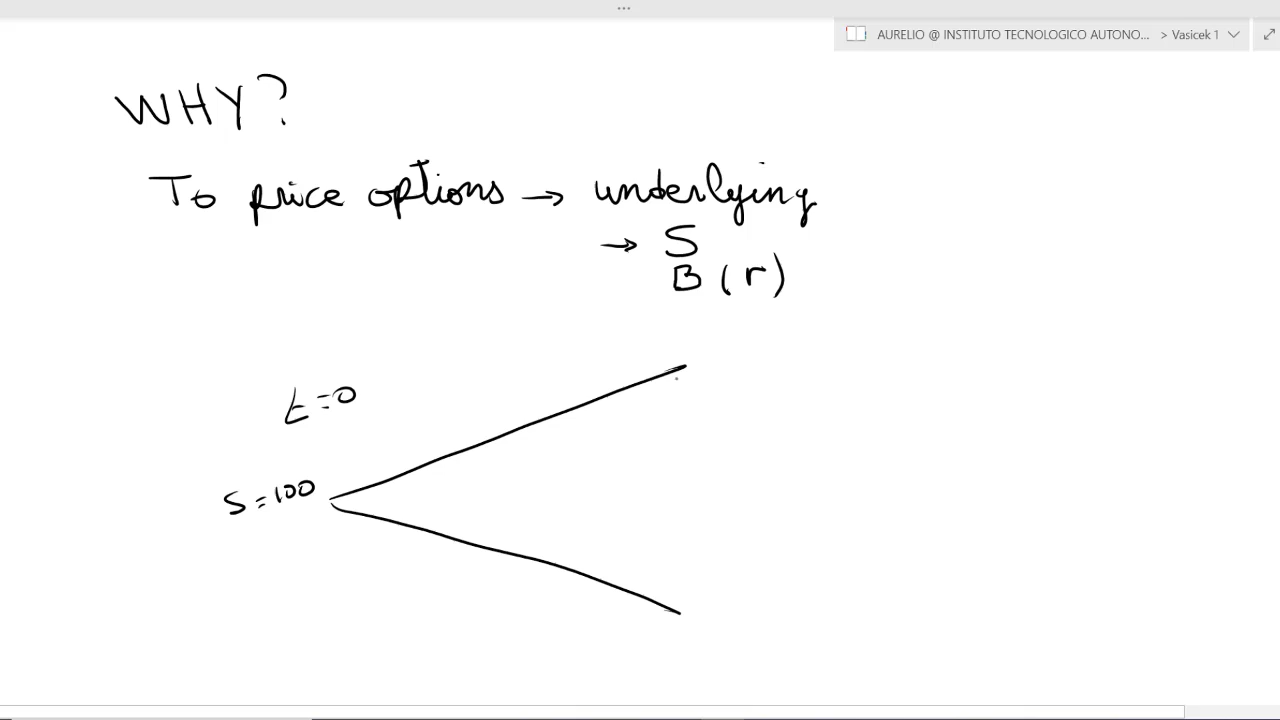 AURELIO @ INSTITUTO TECNOLOGICO AUTONO... > Vasicek 1
WHY?
To price options → underlying
→ S
B (r)
t=0
S=100